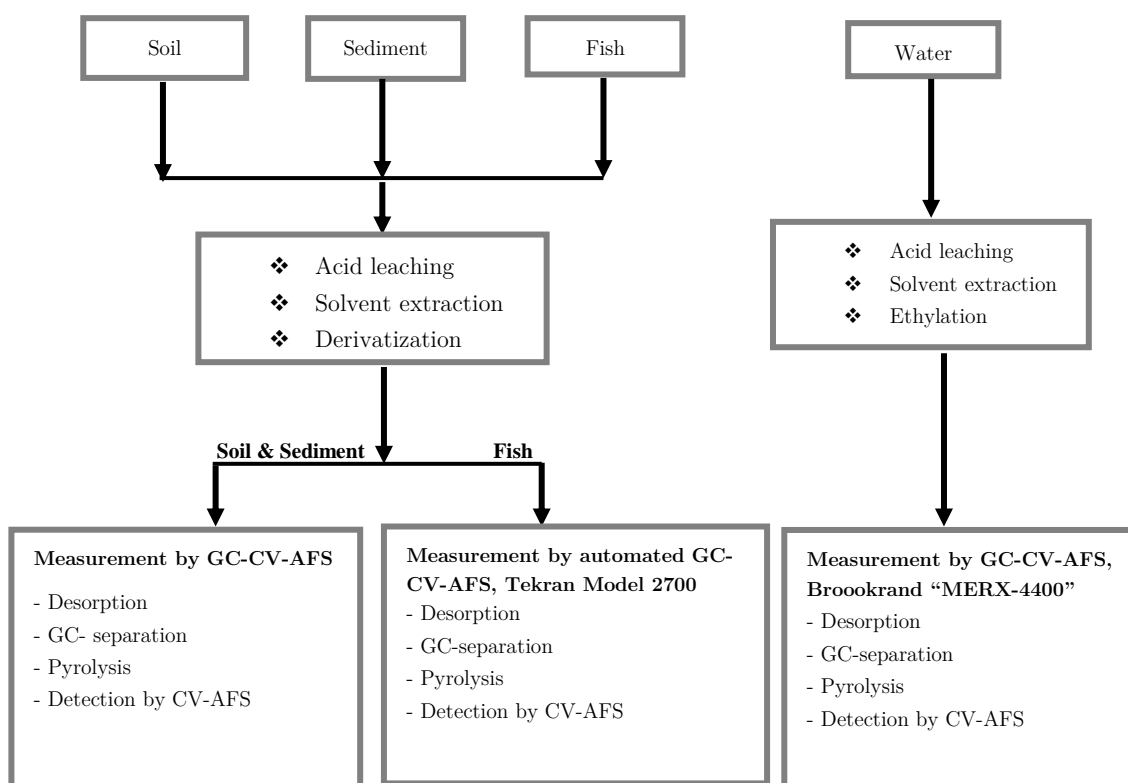 Soil
Sediment
Fish
Water
❖ Acid leaching
❖ Solvent extraction
❖ Derivatization
❖ Acid leaching
❖ Solvent extraction
❖ Ethylation
Soil & Sediment
Fish
Measurement by GC-CV-AFS
- Desorption
- GC- separation
- Pyrolysis
- Detection by CV-AFS
Measurement by automated GC-
CV-AFS, Tekran Model 2700
- Desorption
- GC-separation
- Pyrolysis
- Detection by CV-AFS
Measurement by GC-CV-AFS,
Broookrand “MERX-4400”
- Desorption
- GC-separation
- Pyrolysis
- Detection by CV-AFS